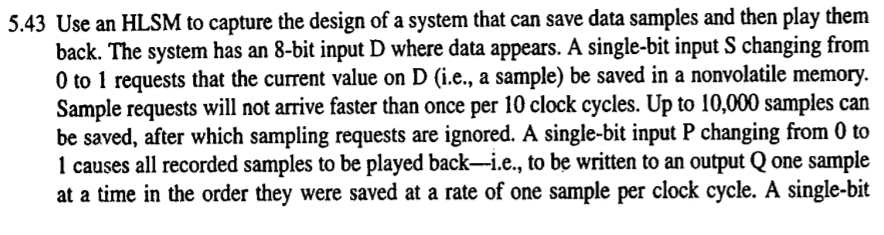 5.43 Use an HLSM to capture the design of a system that can save data samples and then play them
back. The system has an 8-bit input D where data appears. A single-bit input S changing from
0 to 1 requests that the current value on D (i.e., a sample) be saved in a nonvolatile memory.
Sample requests will not arrive faster than once per 10 clock cycles. Up to 10,000 samples can
be saved, after which sampling requests are ignored. A single-bit input P changing from 0 to
1 causes all recorded samples to be played back—i.e., to be written to an output Q one sample
at a time in the order they were saved at a rate of one sample per clock cycle. A single-bit